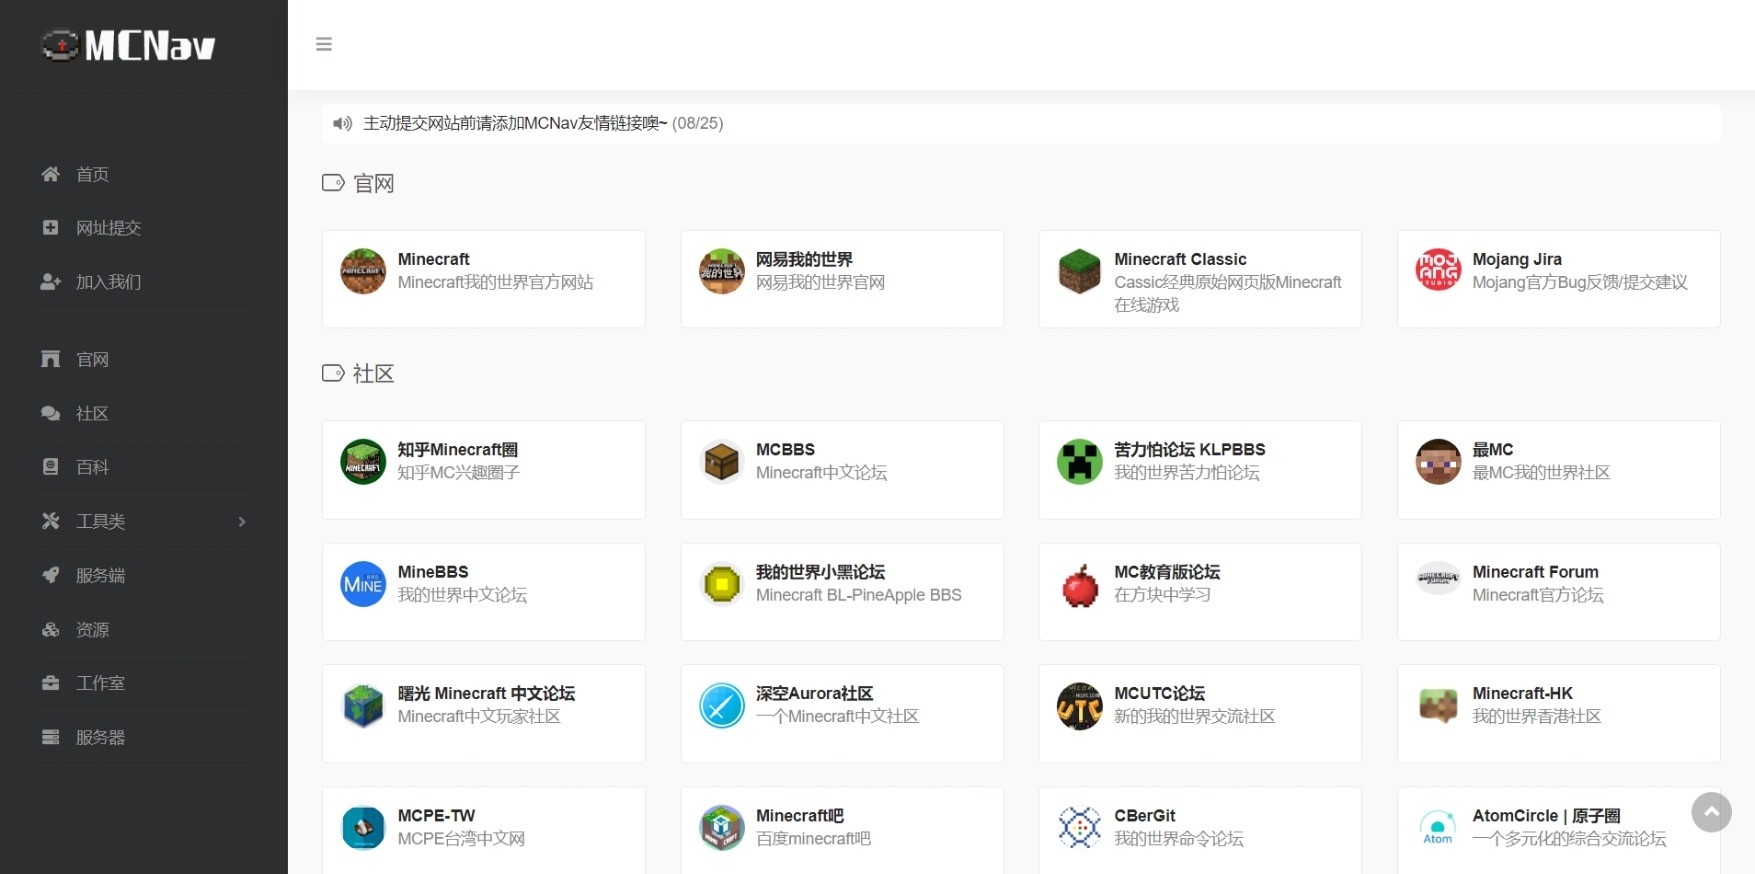 MCNav
首页
网址提交
加入我们
官网
社区
百科
工具类
服务端
资源
工作室
服务器
主动提交网站前请添加MCNav友情链接噢~ (08/25)
官网
Minecraft
Minecraft我的世界官方网站
网易我的世界
网易我的世界官网
Minecraft Classic
Cassic经典原始网页版Minecraft
在线游戏
Mojang Jira
Mojang官方Bug反馈/提交建议
社区
知乎Minecraft圈
知乎MC兴趣圈子
MCBBS
Minecraft中文论坛
苦力怕论坛 KLPBBS
我的世界苦力怕论坛
最MC
最MC我的世界社区
MineBBS
我的世界中文论坛
我的世界小黑论坛
Minecraft BL-PineApple BBS
MC教育版论坛
在方块中学习
Minecraft Forum
Minecraft官方论坛
曙光 Minecraft 中文论坛
Minecraft中文玩家社区
深空Aurora社区
一个Minecraft中文社区
MCUTC论坛
新的我的世界交流社区
Minecraft-HK
我的世界香港社区
MCPE-TW
MCPE台湾中文网
Minecraft吧
百度minecraft吧
CBerGit
我的世界命令论坛
Atom
AtomCircle | 原子圈
一个多元化的综合交流论坛